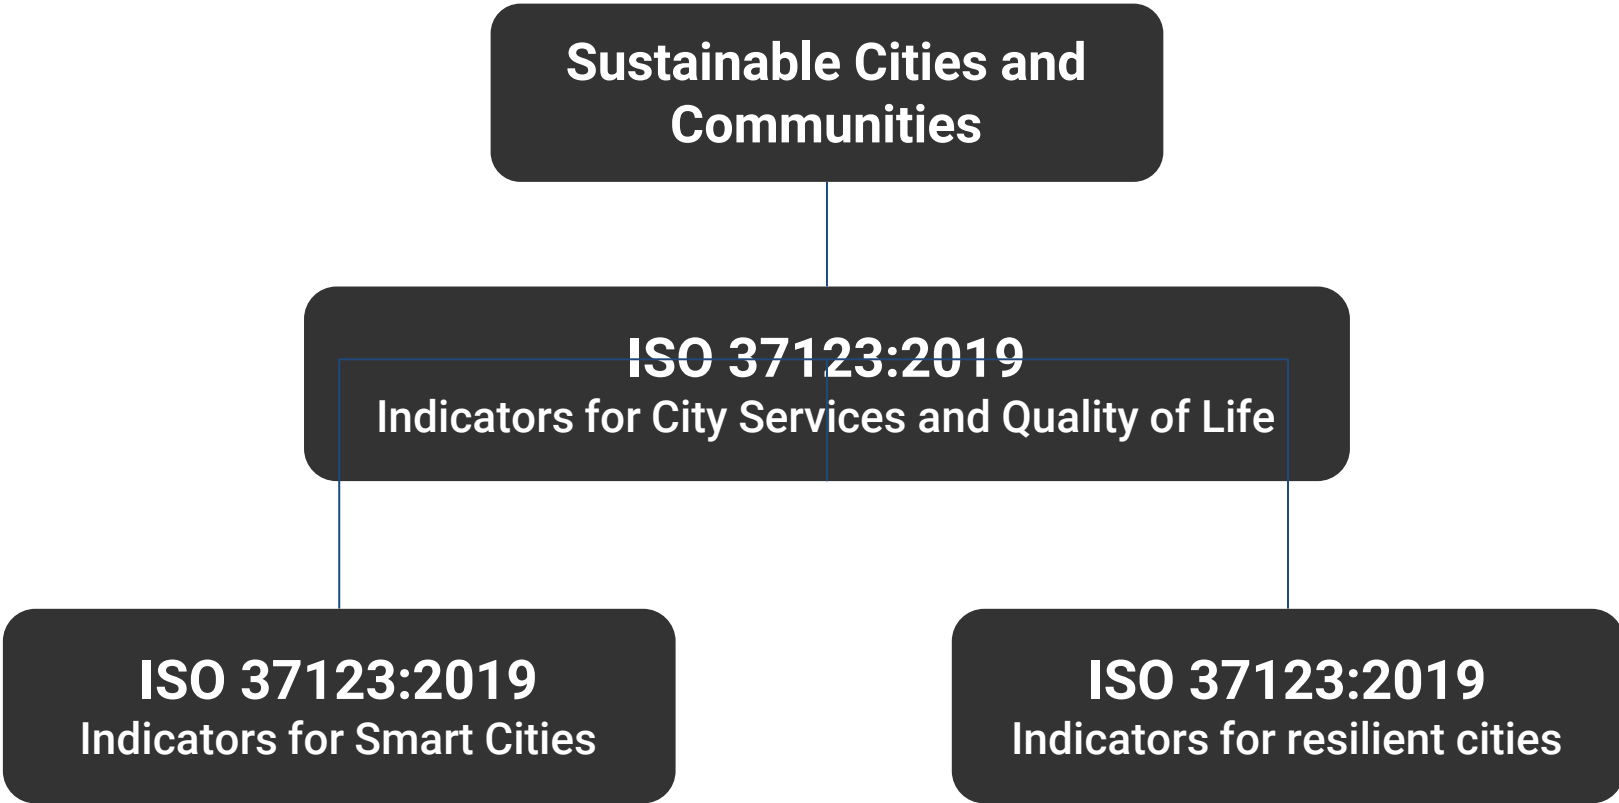 Sustainable Cities and
Communities
ISO 37123:2019
Indicators for City Services and Quality of Life
ISO 37123:2019
Indicators for Smart Cities
ISO 37123:2019
Indicators for resilient cities